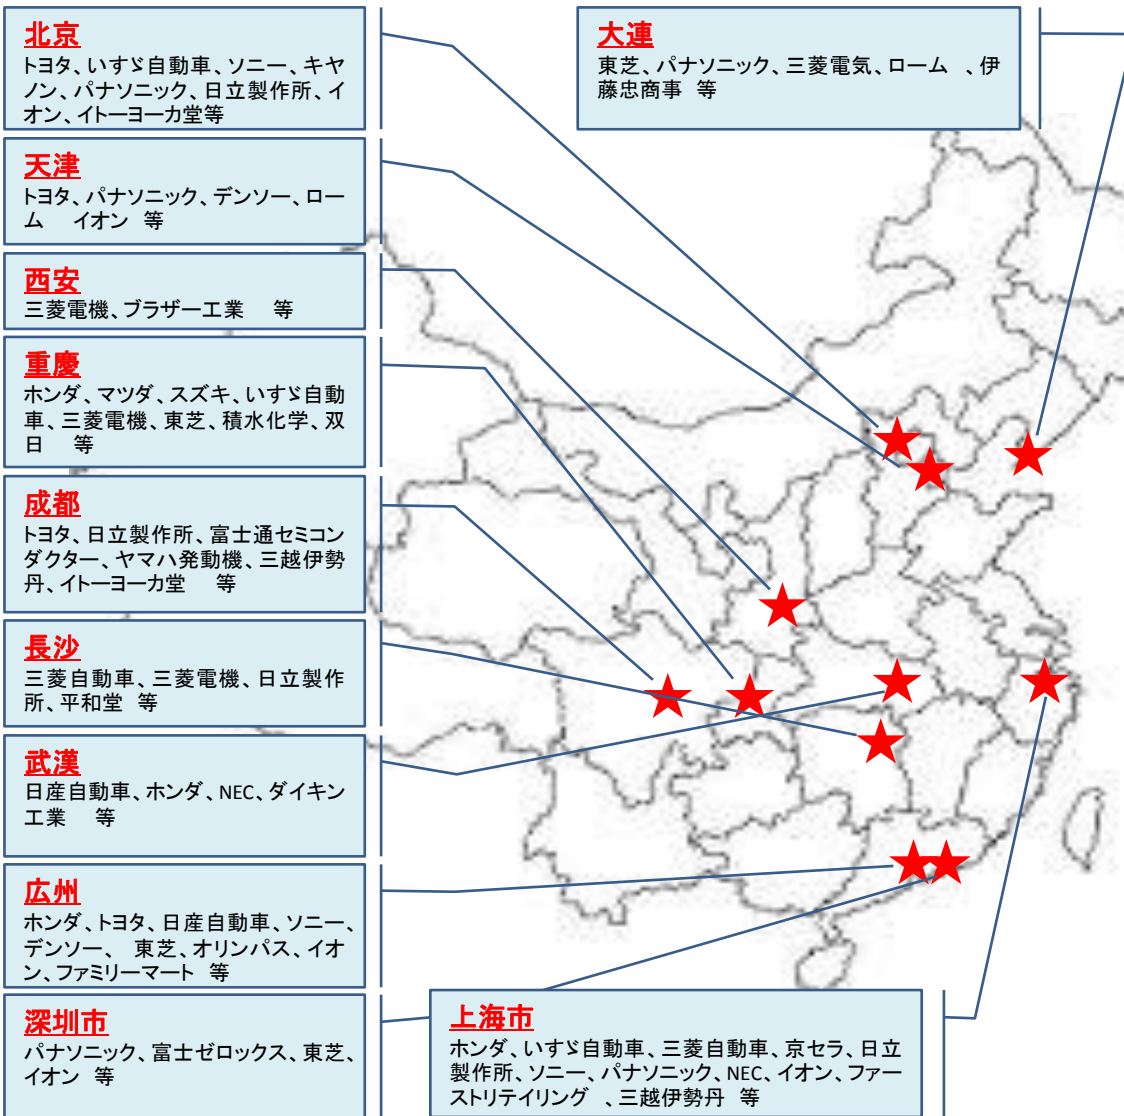 北京
トヨタ、いすゞ自動車、ソニー、キヤ
ノン、パナソニック、日立製作所、イ
オン、イトーヨーカ堂等
大連
東芝、パナソニック、三菱電気、ローム 、伊
藤忠商事 等
天津
トヨタ、パナソニック、デンソー、ロー
ム イオン 等
西安
三菱電機、ブラザー工業 等
重慶
ホンダ、マツダ、スズキ、いすゞ自動
車、三菱電機、東芝、積水化学、双
日 等
成都
トヨタ、日立製作所、富士通セミコン
ダクター、ヤマハ発動機、三越伊勢
丹、イトーヨーカ堂 等
長沙
三菱自動車、三菱電機、日立製作
所、平和堂 等
武漢
日産自動車、ホンダ、NEC、ダイキン
工業 等
広州
ホンダ、トヨタ、日産自動車、ソニー、
デンソー、 東芝、オリンパス、イオ
ン、ファミリーマート 等
深圳市
パナソニック、富士ゼロックス、東芝、
イオン 等
上海市
ホンダ、いすゞ自動車、三菱自動車、京セラ、日立
製作所、ソニー、パナソニック、NEC、イオン、ファー
ストリテイリング 、三越伊勢丹 等